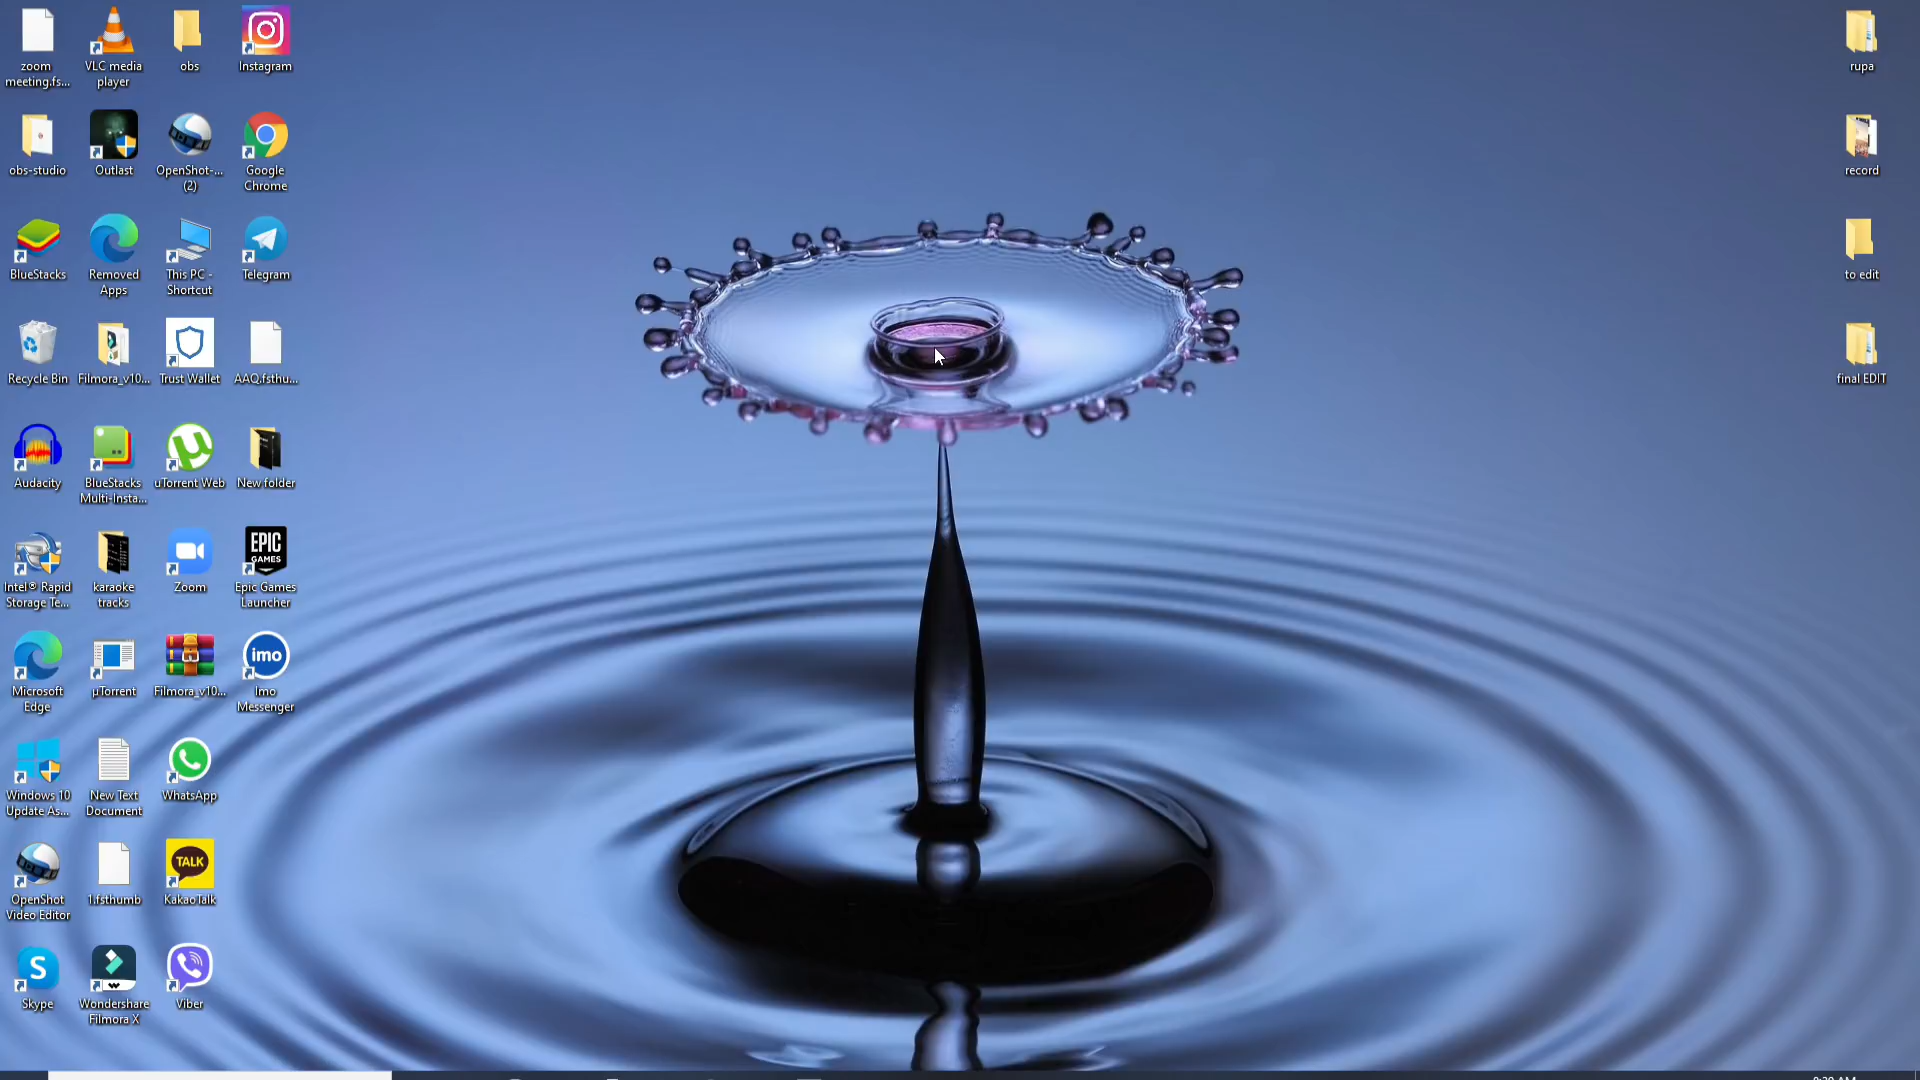 zoom
meeting.fs...
VLC media
player
obs
Instagram
rupa
obs-studio
Outlast
OpenShot-...
(2)
Google
Chrome
record
BlueStacks
Removed
Apps
This PC -
Shortcut
Telegram
to edit
Recycle Bin
Filmora_v10...
Trust Wallet
AAQ.fsthu...
final EDIT
Audacity
BlueStacks
Multi-Insta...
uTorrent Web
New folder
Intel® Rapid
Storage Te...
karaoke
tracks
Zoom
EPIC
GAMES
Epic Games
Launcher
Microsoft
Edge
µTorrent
Filmora_v10...
imo
Imo
Messenger
Windows 10
Update As...
New Text
Document
WhatsApp
OpenShot
Video Editor
1.fsthumb
TALK
KakaoTalk
S
Skype
Wondershare
Filmora X
Viber